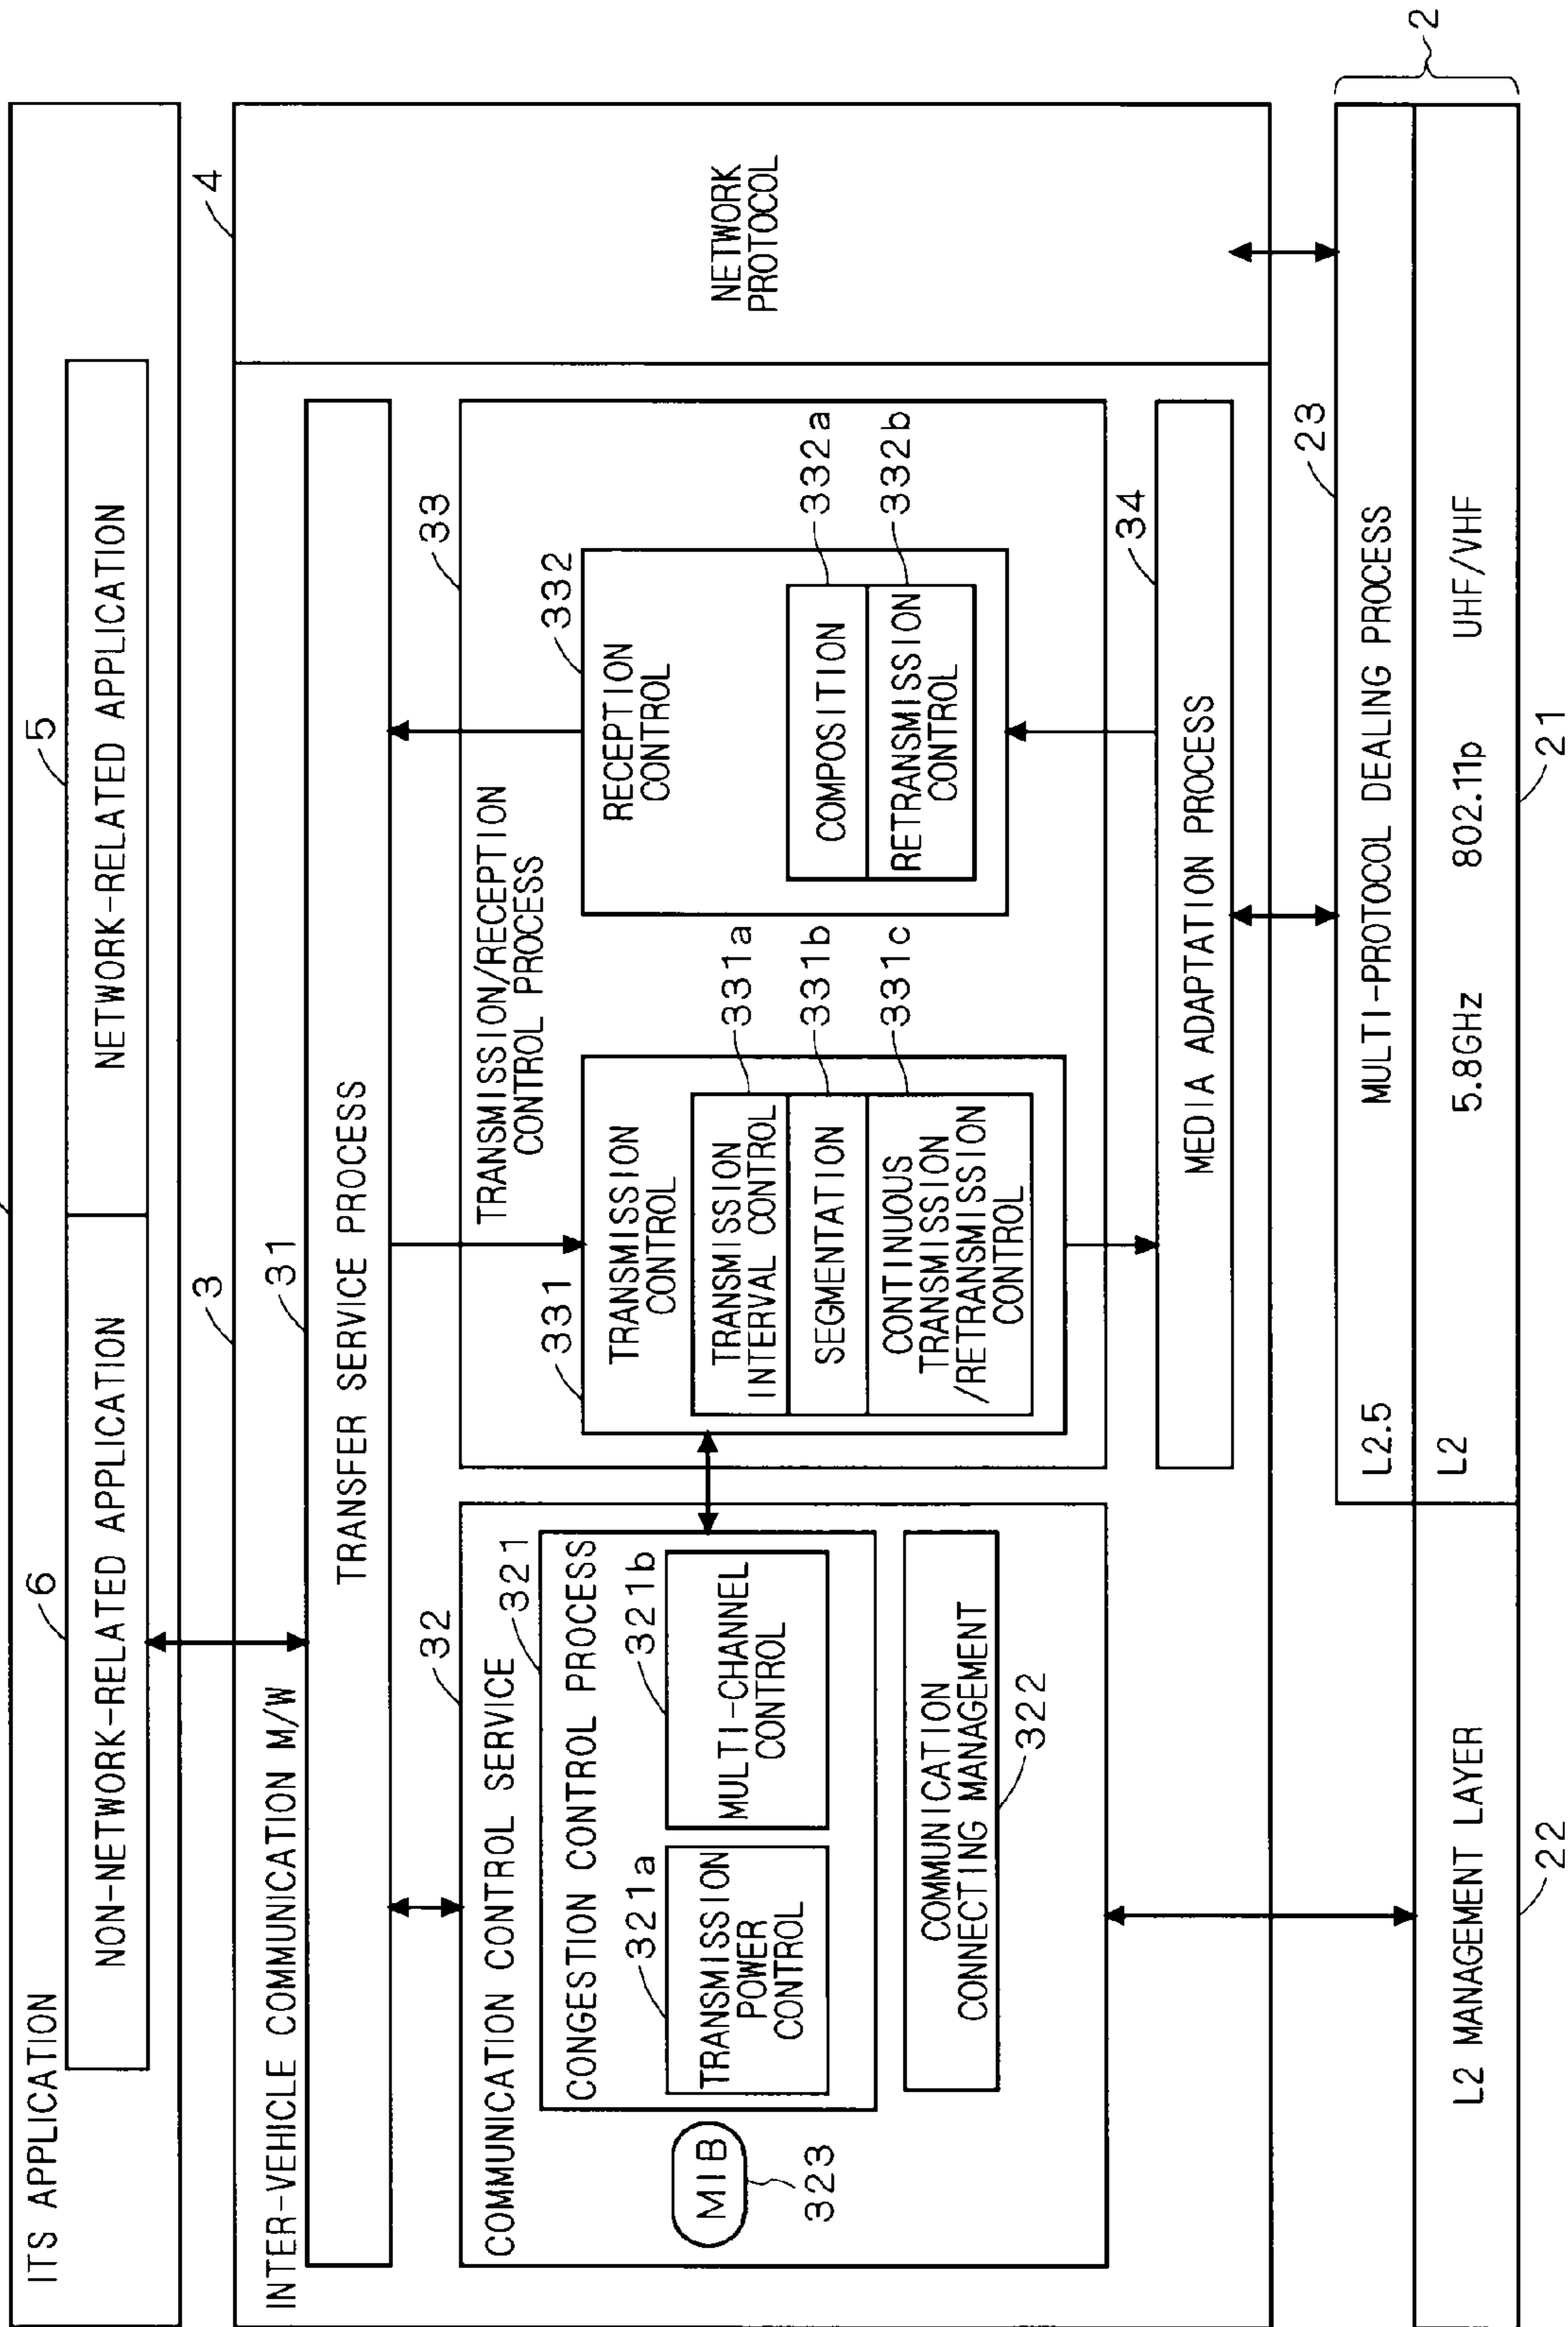 ITS APPLICATION
6
5
NON-NETWORK-RELATED APPLICATION
NETWORK-RELATED APPLICATION
3
4
INTER-VEHICLE COMMUNICATION M/W
31
TRANSFER SERVICE PROCESS
NETWORK
PROTOCOL
32
COMMUNICATION CONTROL SERVICE
321
CONGESTION CONTROL PROCESS
321a
321b
TRANSMISSION
POWER
CONTROL
MULTI-CHANNEL
CONTROL
MIB
323
COMMUNICATION
CONNECTING MANAGEMENT
322
33
TRANSMISSION/RECEPTION
CONTROL PROCESS
331
TRANSMISSION
CONTROL
TRANSMISSION
INTERVAL CONTROL
331a
SEGMENTATION
331b
CONTINUOUS
TRANSMISSION
/RETRANSMISSION
CONTROL
331c
332
RECEPTION
CONTROL
COMPOSITION
332a
RETRANSMISSION
CONTROL
332b
34
MEDIA ADAPTATION PROCESS
23
L2.5
MULTI-PROTOCOL DEALING PROCESS
2
L2 MANAGEMENT LAYER
L2
5.8GHz
802.11p
UHF/VHF
22
21